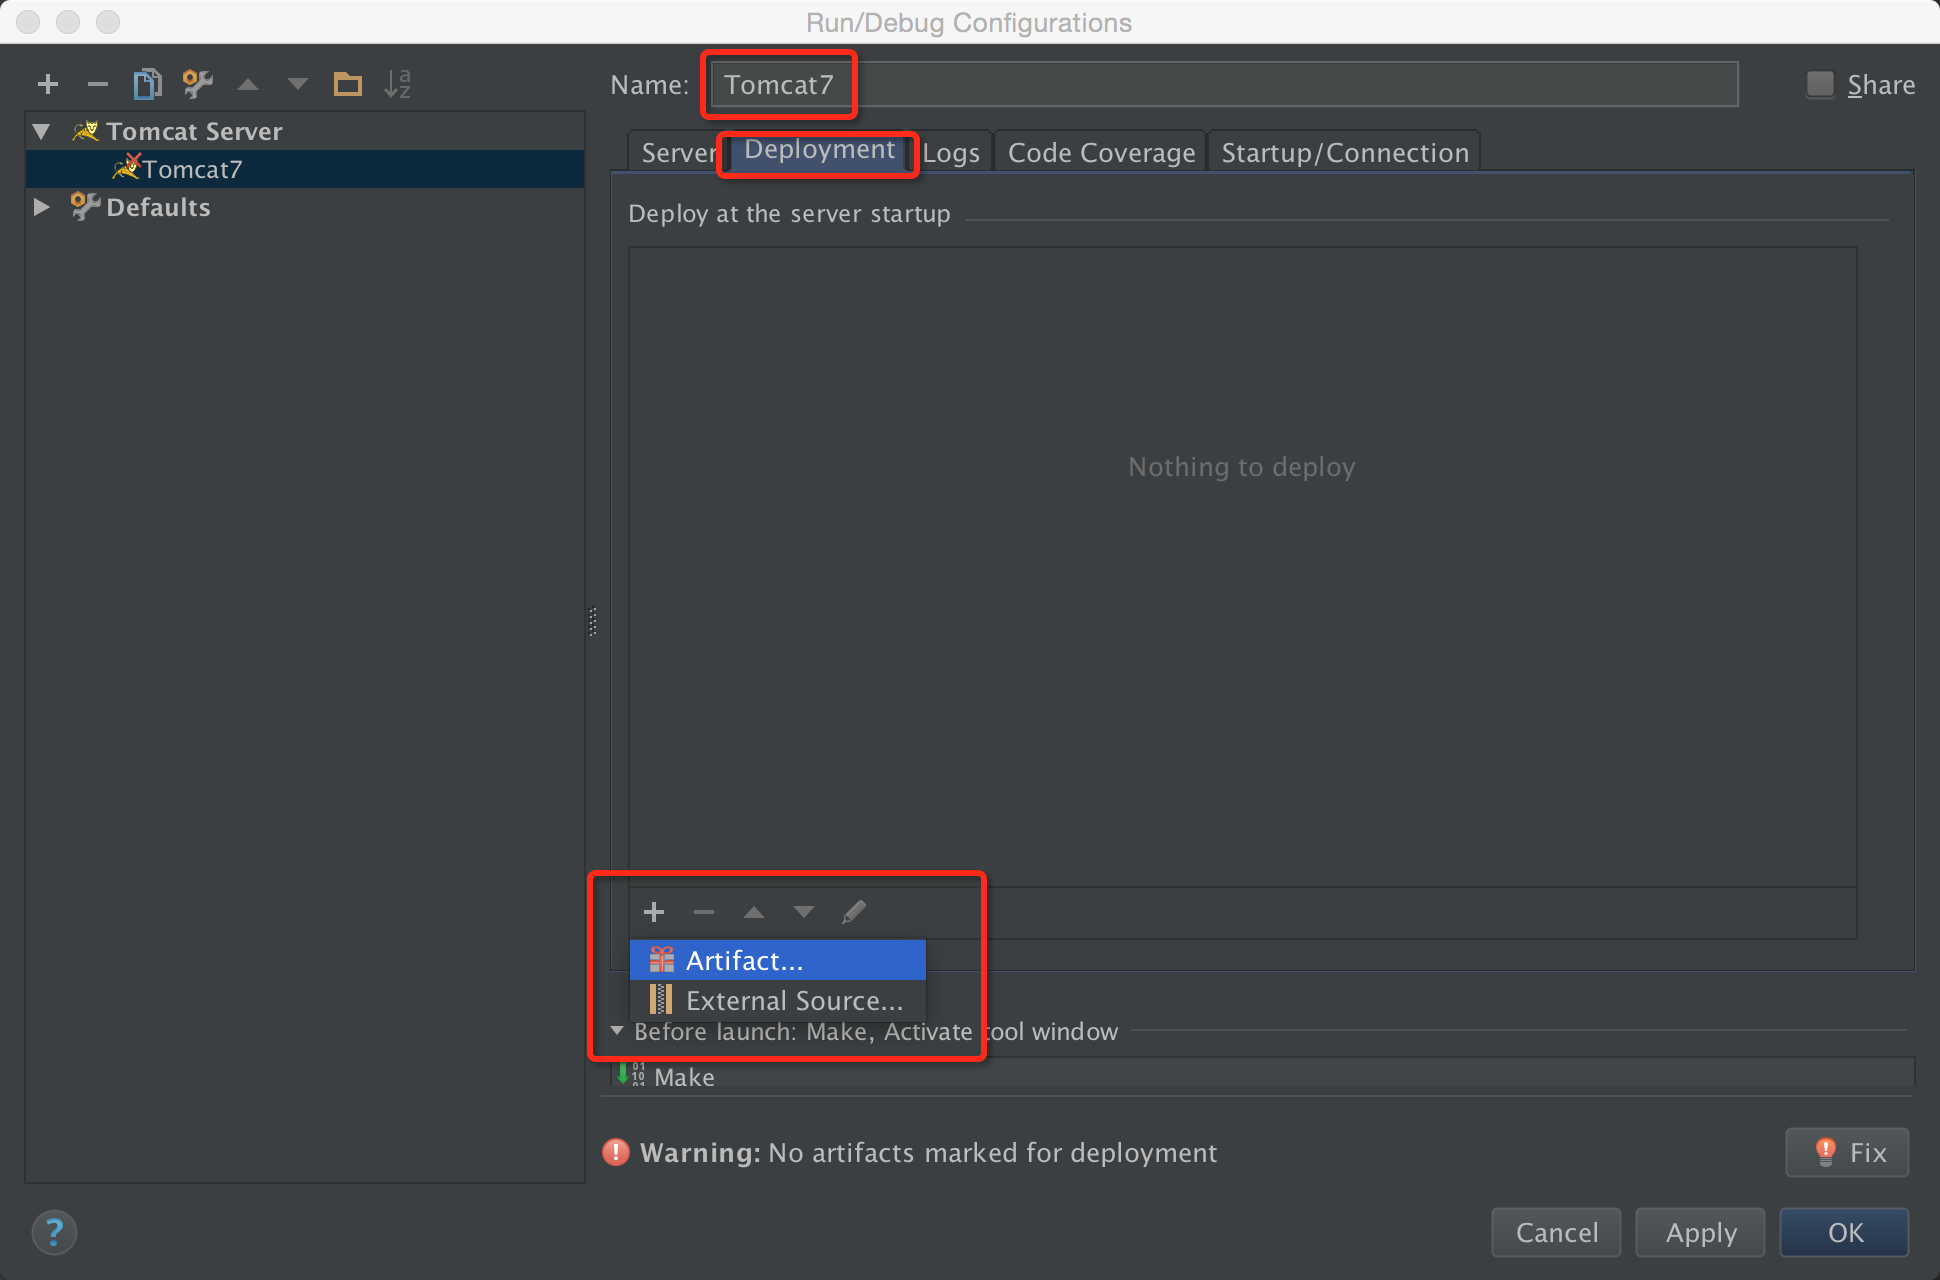 Run/Debug Configurations
Name: Tomcat7
Share
Tomcat Server
Tomcat7
Defaults
Server Deployment Logs Code Coverage Startup/Connection
Deploy at the server startup
Nothing to deploy
Artifact...
External Source...
Before launch: Make, Activate tool window
Make
Warning: No artifacts marked for deployment
Fix
Cancel Apply OK